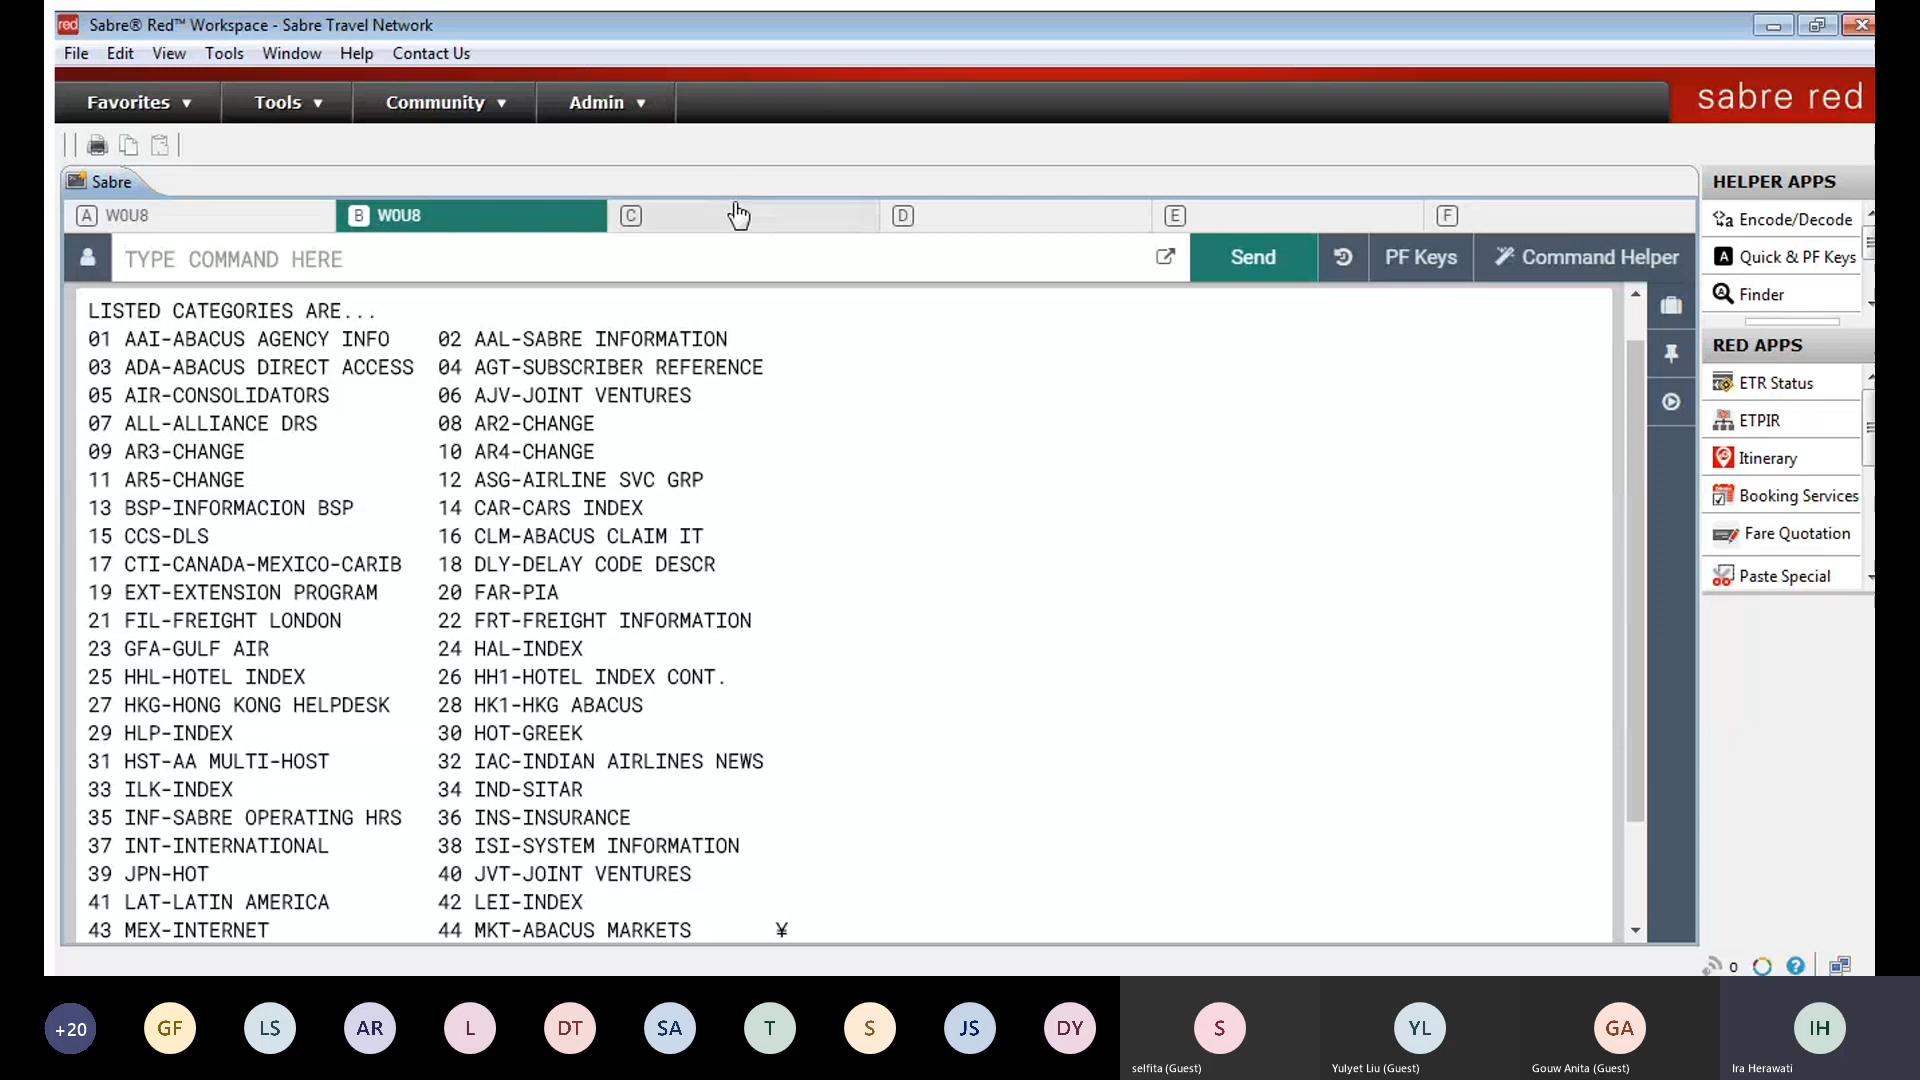 red Sabre® Red™ Workspace - Sabre Travel Network
File Edit View Tools Window Help Contact Us
Favorites ▼ Tools ▼ Community ▼ Admin ▼ sabre red
Sabre
A W0U8 B W0U8 C D E F
TYPE COMMAND HERE Send PF Keys Command Helper
LISTED CATEGORIES ARE...
01 AAI-ABACUS AGENCY INFO 02 AAL-SABRE INFORMATION
03 ADA-ABACUS DIRECT ACCESS 04 AGT-SUBSCRIBER REFERENCE
05 AIR-CONSOLIDATORS 06 AJV-JOINT VENTURES
07 ALL-ALLIANCE DRS 08 AR2-CHANGE
09 AR3-CHANGE 10 AR4-CHANGE
11 AR5-CHANGE 12 ASG-AIRLINE SVC GRP
13 BSP-INFORMACION BSP 14 CAR-CARS INDEX
15 CCS-DLS 16 CLM-ABACUS CLAIM IT
17 CTI-CANADA-MEXICO-CARIB 18 DLY-DELAY CODE DESCR
19 EXT-EXTENSION PROGRAM 20 FAR-PIA
21 FIL-FREIGHT LONDON 22 FRT-FREIGHT INFORMATION
23 GFA-GULF AIR 24 HAL-INDEX
25 HHL-HOTEL INDEX 26 HH1-HOTEL INDEX CONT.
27 HKG-HONG KONG HELPDESK 28 HK1-HKG ABACUS
29 HLP-INDEX 30 HOT-GREEK
31 HST-AA MULTI-HOST 32 IAC-INDIAN AIRLINES NEWS
33 ILK-INDEX 34 IND-SITAR
35 INF-SABRE OPERATING HRS 36 INS-INSURANCE
37 INT-INTERNATIONAL 38 ISI-SYSTEM INFORMATION
39 JPN-HOT 40 JVT-JOINT VENTURES
41 LAT-LATIN AMERICA 42 LEI-INDEX
43 MEX-INTERNET 44 MKT-ABACUS MARKETS ¥
HELPER APPS
Encode/Decode
A Quick & PF Keys
Finder
RED APPS
ETR Status
ETPIR
Itinerary
Booking Services
Fare Quotation
Paste Special
0 ?
+20 GF LS AR L DT SA T S JS DY S YL GA IH
selfita (Guest) Yulyet Liu (Guest) Gouw Anita (Guest) Ira Herawati